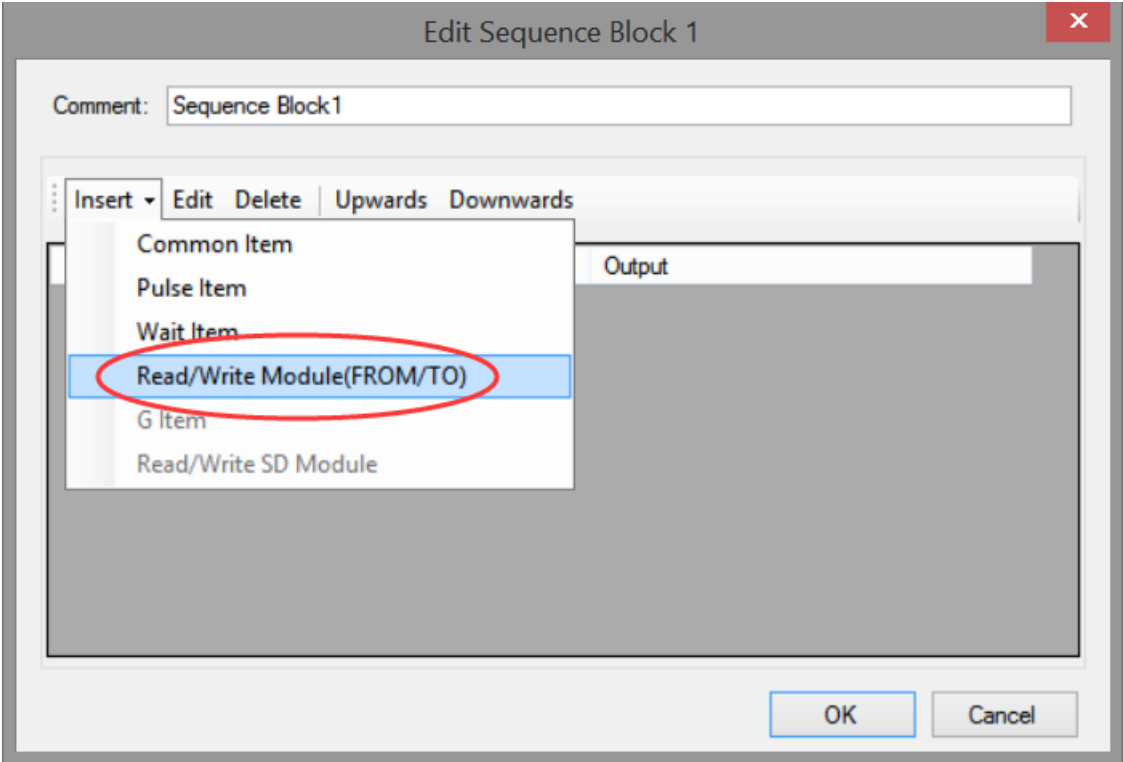 Edit Sequence Block 1
x
Comment: Sequence Block1
Insert Edit Delete Upwards Downwards
Common Item
Output
Pulse Item
Wait Item
Read/Write Module(FROM/TO)
G Item
Read/Write SD Module
OK Cancel